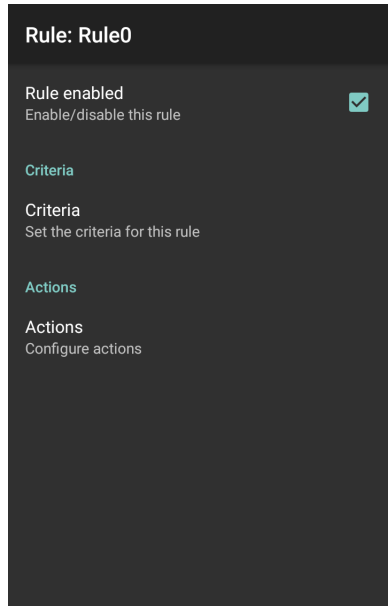 Rule: Rule0
Rule enabled
Enable/disable this rule
Criteria
Criteria
Set the criteria for this rule
Actions
Actions
Configure actions